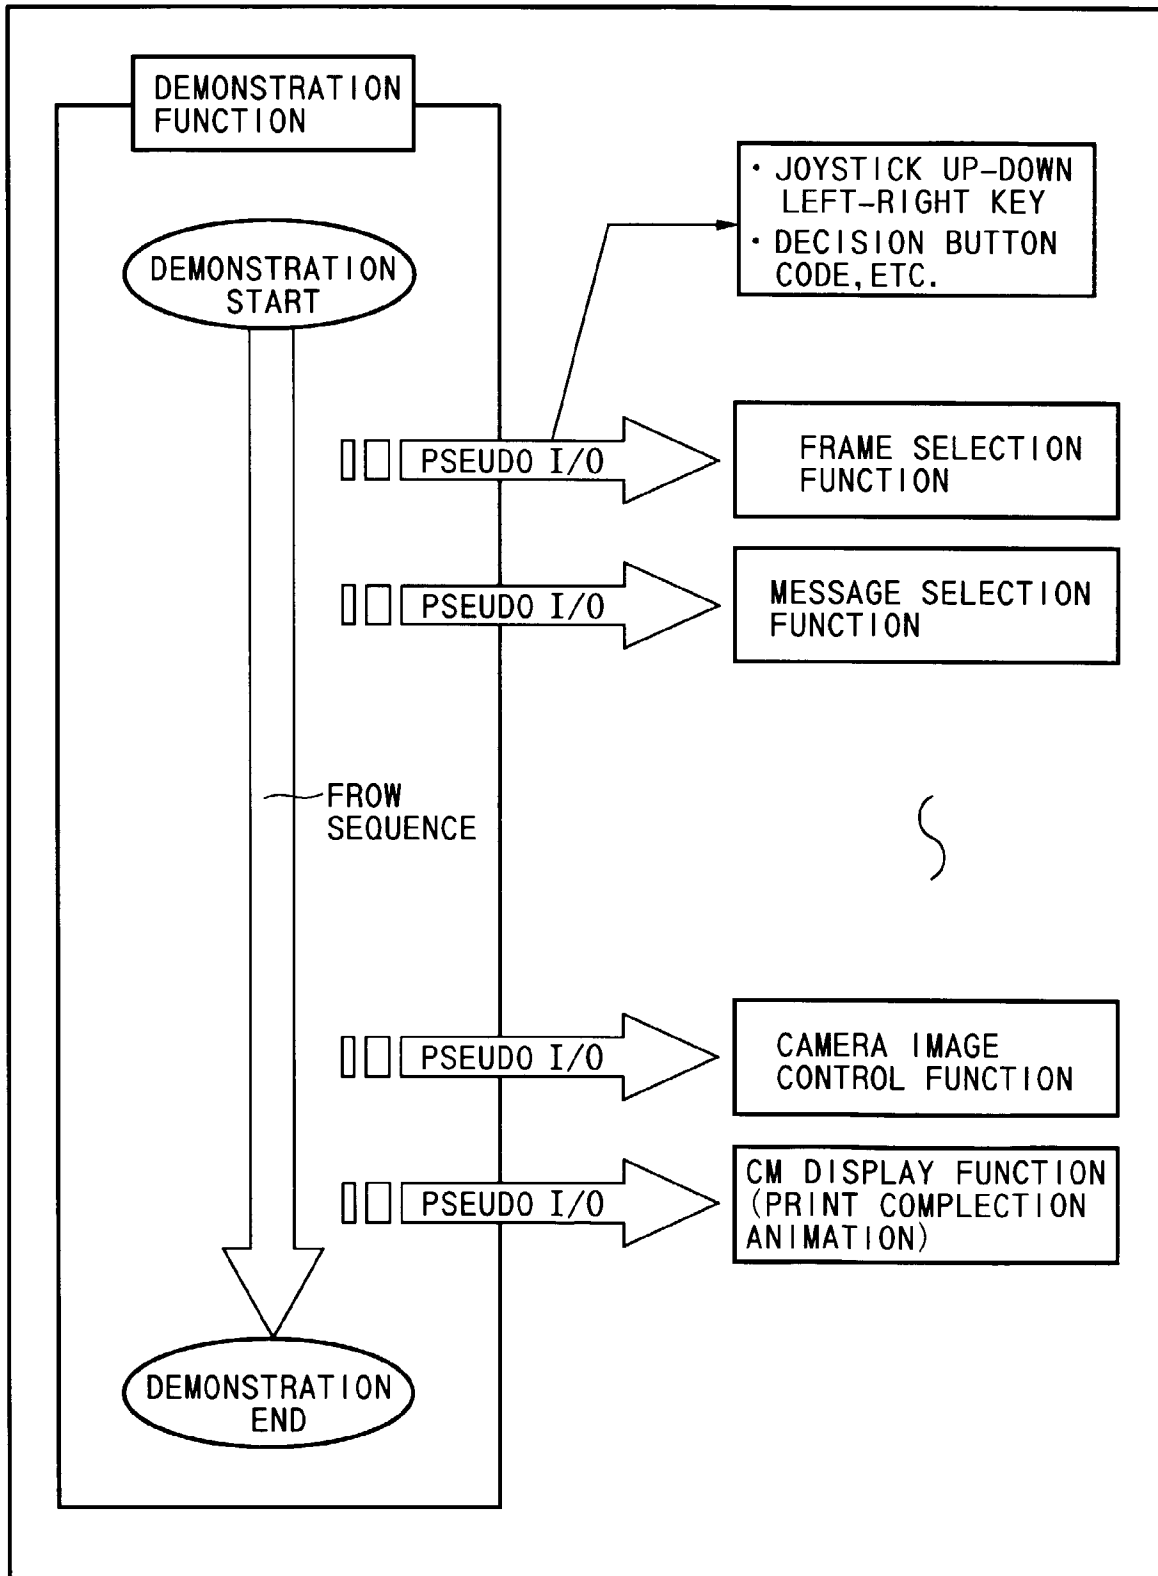 DEMONSTRATION
FUNCTION
DEMONSTRATION
START
・JOYSTICK UP-DOWN
LEFT-RIGHT KEY
・DECISION BUTTON
CODE, ETC.
PSEUDO I/O
FRAME SELECTION
FUNCTION
PSEUDO I/O
MESSAGE SELECTION
FUNCTION
FROW
SEQUENCE
PSEUDO I/O
CAMERA IMAGE
CONTROL FUNCTION
PSEUDO I/O
CM DISPLAY FUNCTION
(PRINT COMPLECTION
ANIMATION)
DEMONSTRATION
END